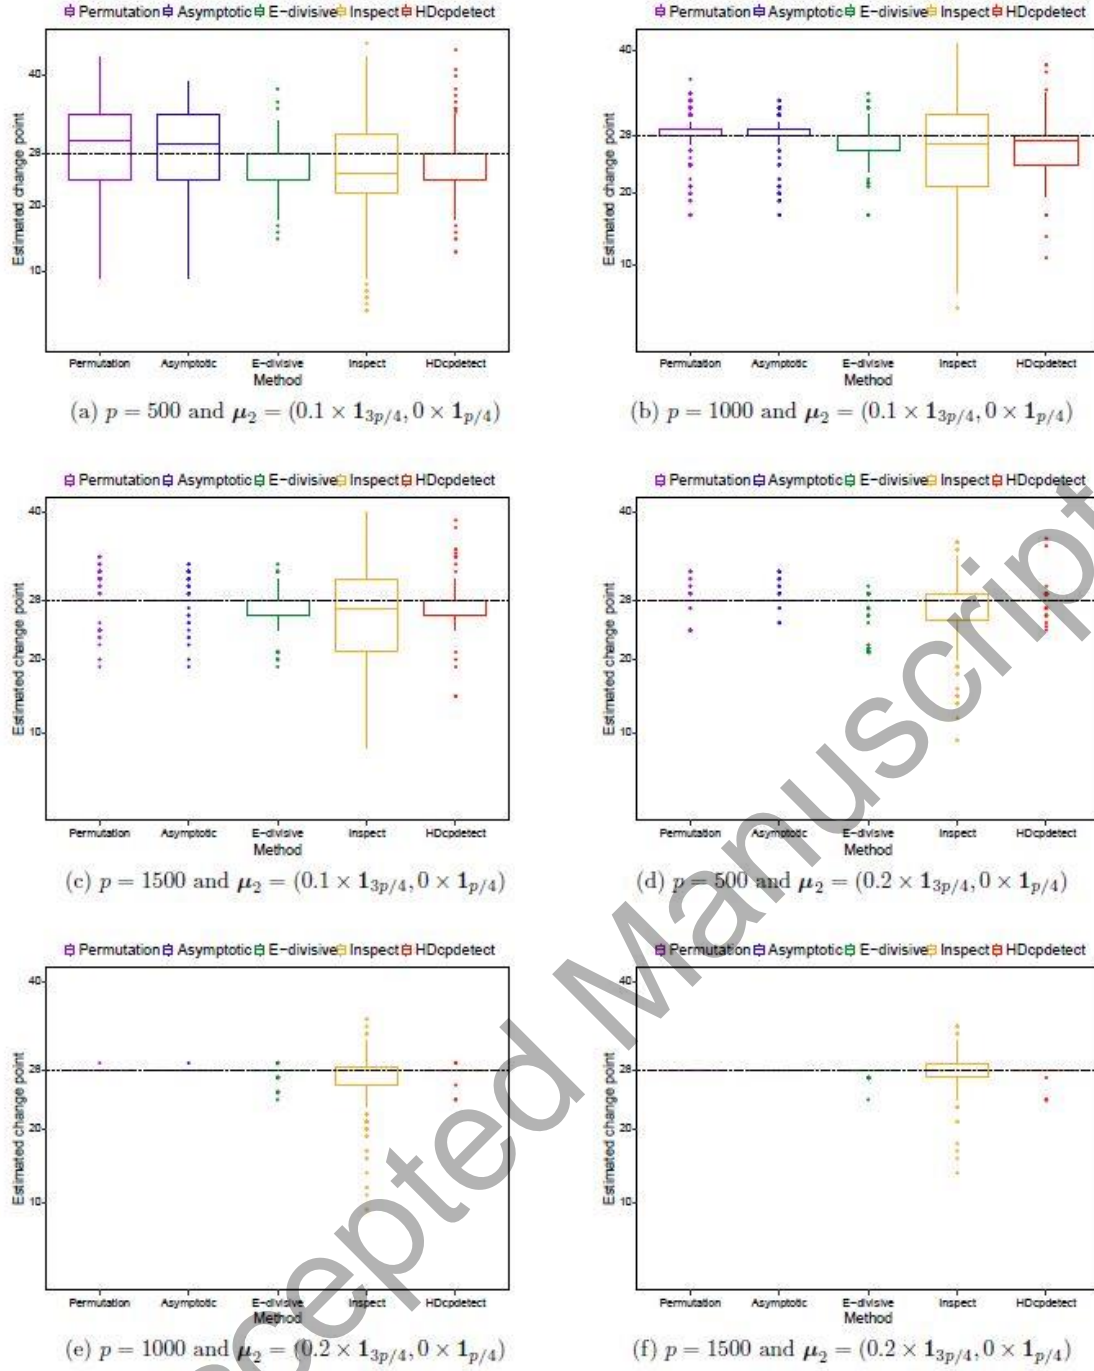 Permutation Asymptotic E-divisive Inspect HDcpdetect
Estimated change point
40
28
20
10
Permutation Asymptotic E-divisive Inspect HDcpdetect
Method
(a) p = 500 and μ₂ = (0.1 × 1₃ₚ/₄, 0 × 1ₚ/₄)
Permutation Asymptotic E-divisive Inspect HDcpdetect
Estimated change point
40
28
20
10
Permutation Asymptotic E-divisive Inspect HDcpdetect
Method
(b) p = 1000 and μ₂ = (0.1 × 1₃ₚ/₄, 0 × 1ₚ/₄)
Permutation Asymptotic E-divisive Inspect HDcpdetect
Estimated change point
40
28
20
10
Permutation Asymptotic E-divisive Inspect HDcpdetect
Method
(c) p = 1500 and μ₂ = (0.1 × 1₃ₚ/₄, 0 × 1ₚ/₄)
Permutation Asymptotic E-divisive Inspect HDcpdetect
Estimated change point
40
28
20
10
Permutation Asymptotic E-divisive Inspect HDcpdetect
Method
(d) p = 500 and μ₂ = (0.2 × 1₃ₚ/₄, 0 × 1ₚ/₄)
Permutation Asymptotic E-divisive Inspect HDcpdetect
Estimated change point
40
28
20
10
Permutation Asymptotic E-divisive Inspect HDcpdetect
Method
(e) p = 1000 and μ₂ = (0.2 × 1₃ₚ/₄, 0 × 1ₚ/₄)
Permutation Asymptotic E-divisive Inspect HDcpdetect
Estimated change point
40
28
20
10
Permutation Asymptotic E-divisive Inspect HDcpdetect
Method
(f) p = 1500 and μ₂ = (0.2 × 1₃ₚ/₄, 0 × 1ₚ/₄)
cepted Manuscript